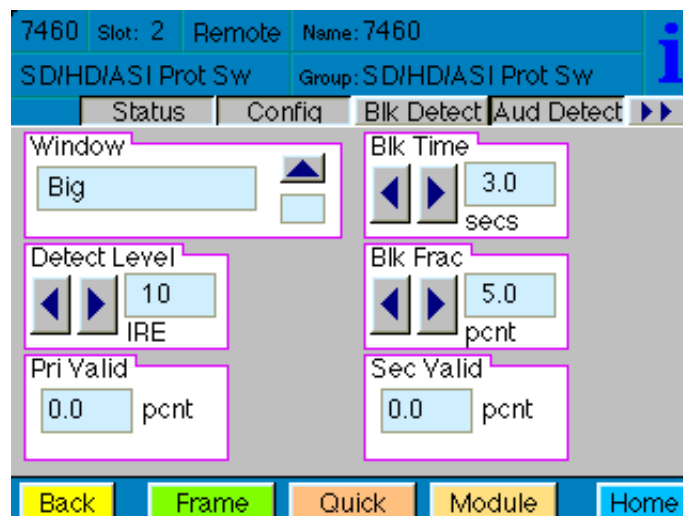 7460 Slot: 2 Remote Name: 7460
SD/HD/ASI Prot Sw Group: SD/HD/ASI Prot Sw
i
Status Config Blk Detect Aud Detect
Window Blk Time
Big 3.0
secs
Detect Level Blk Frac
10 5.0
IRE pcnt
Pri Valid Sec Valid
0.0 pcnt 0.0 pcnt
Back Frame Quick Module Home